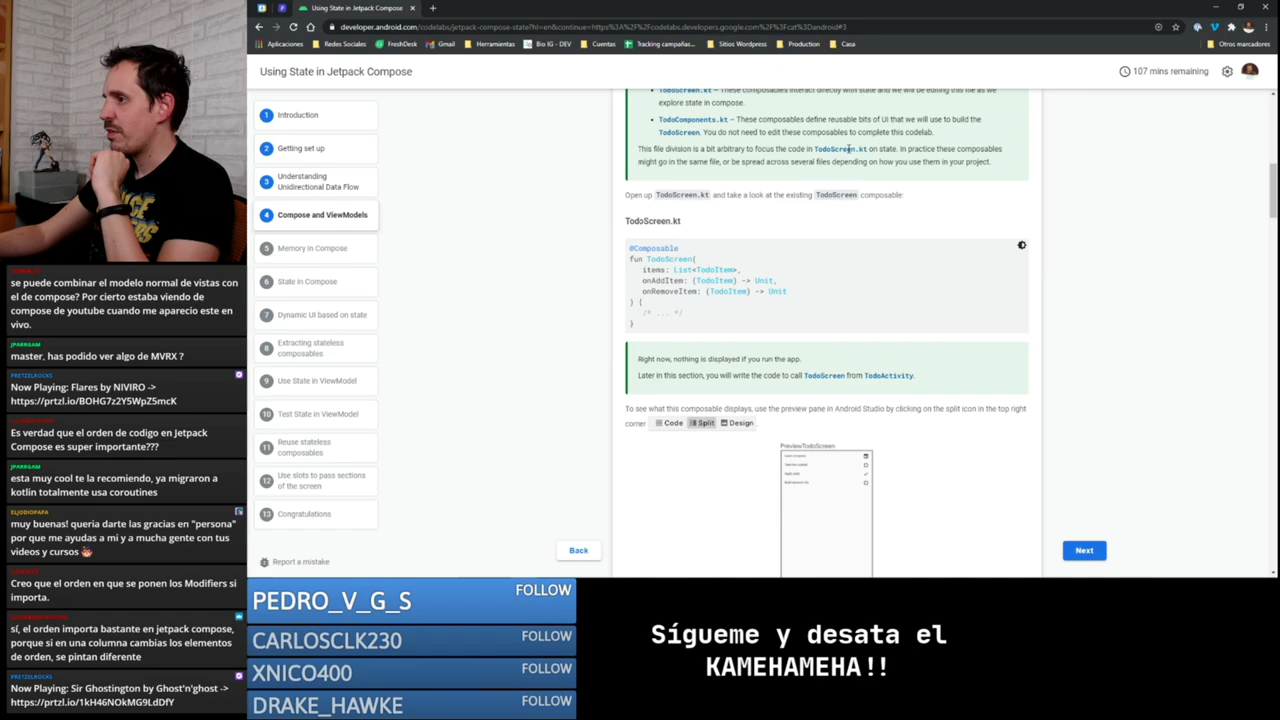 Using State in Jetpack Compose
developer.android.com/codelabs/jetpack-compose-state?hl=en&continue=https%3A%2F%2Fcodelabs.developers.google.com%2F%3Fcat%3Dandroid#3
Aplicaciones
Redes Sociales
FreshDesk
Gmail
Herramientas
Bio IG - DEV
Cuentas
Tracking campañas...
Sitios Wordpress
Production
Casa
Otros marcadores
Using State in Jetpack Compose
107 mins remaining
1 Introduction
2 Getting set up
3 Understanding
Unidirectional Data Flow
4 Compose and ViewModels
5 Memory in Compose
6 State in Compose
7 Dynamic UI based on state
8 Extracting stateless
composables
9 Use State in ViewModel
10 Test State in ViewModel
11 Reuse stateless
composables
12 Use slots to pass sections
of the screen
13 Congratulations
Report a mistake
TodoScreen.kt – These composables interact directly with state and we will be editing this file as we
explore state in compose.
TodoComponents.kt – These composables define reusable bits of UI that we will use to build the
TodoScreen. You do not need to edit these composables to complete this codelab.
This file division is a bit arbitrary to focus the code in TodoScreen.kt on state. In practice these composables
might go in the same file, or be spread across several files depending on how you use them in your project.
Open up TodoScreen.kt and take a look at the existing TodoScreen composable:
TodoScreen.kt
@Composable
fun TodoScreen(
items: List<TodoItem>,
onAddItem: (TodoItem) -> Unit,
onRemoveItem: (TodoItem) -> Unit
) {
/* ... */
}
Right now, nothing is displayed if you run the app.
Later in this section, you will write the code to call TodoScreen from TodoActivity.
To see what this composable displays, use the preview pane in Android Studio by clicking on the split icon in the top right
corner Code Split Design .
PreviewTodoScreen
Back
Next
se puede combinar el modelo normal de vistas con
el de compose? Por cierto estaba viendo de
compose de youtube cuando me aparecio este en
vivo.
JPARRGAM
master, has podido ver algo de MVRX ?
PRETZELROCKS
Now Playing: Flares by NIVIRO ->
https://prtzl.io/BOHG7z2Y5WpZ5mcK
Es verdad que el orden de codigo en Jetpack
Compose es super importante???
JPARRGAM
esta muy cool te la recomiendo, ya migraron a
kotlin totalmente usa coroutines
ELJODIOPAPA
muy buenas! queria darte las gracias en "persona"
por que me ayudas a mi y a mucha gente con tus
videos y cursos
Creo que el orden en que se ponen los Modifiers si
importa.
sí, el orden importa bastante en jetpack compose,
porque si en una columna cambias los elementos
de orden, se pintan diferente
PRETZELROCKS
Now Playing: Sir Ghostington by Ghost'n'ghost ->
https://prtzl.io/1kH46NOkMG9LdDfY
PEDRO_V_G_S FOLLOW
CARLOSCLK230 FOLLOW
XNICO400 FOLLOW
DRAKE_HAWKE FOLLOW
Sígueme y desata el
KAMEHAMEHA!!